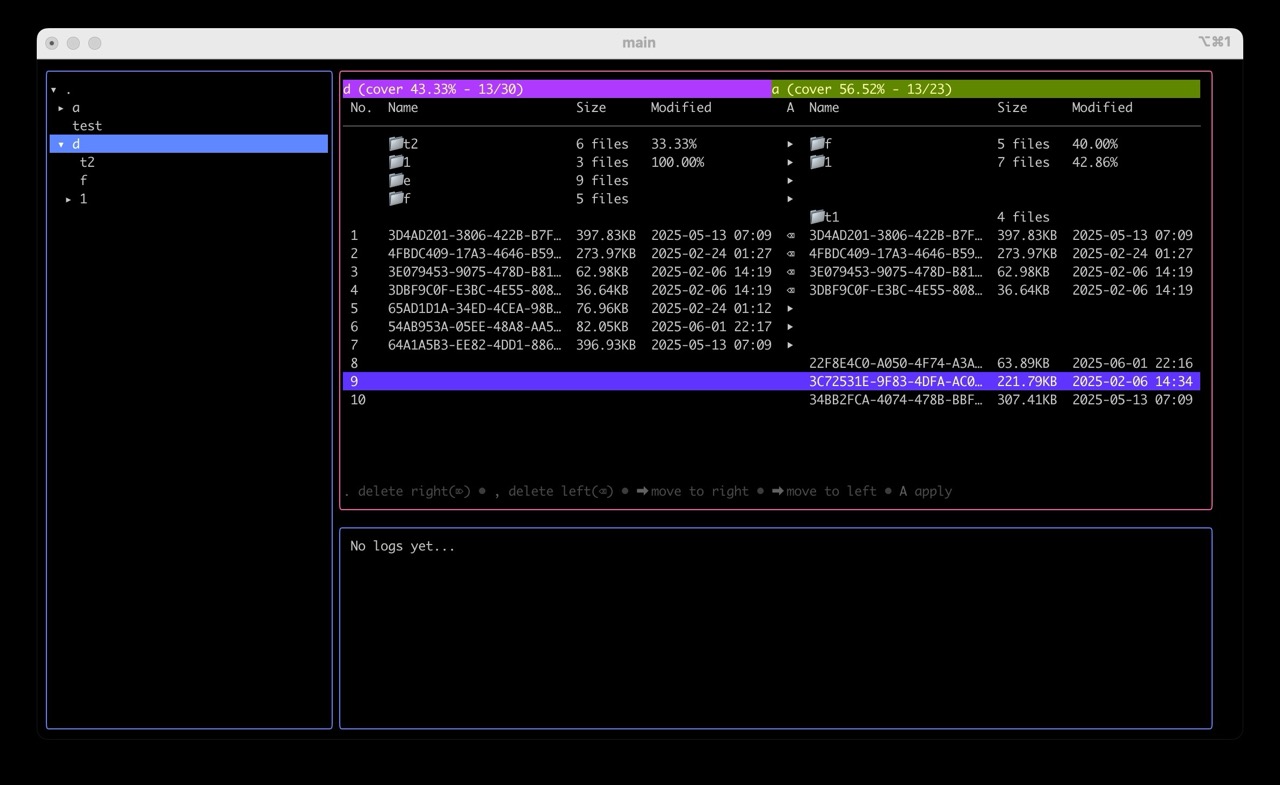 main
⌥⌘1
▾ .
▸ a
test
▾ d
t2
f
▸ 1
d (cover 43.33% - 13/30) a (cover 56.52% - 13/23)
No. Name Size Modified A Name Size Modified
t2 6 files 33.33% ▸ f 5 files 40.00%
1 3 files 100.00% ▸ 1 7 files 42.86%
e 9 files ▸
f 5 files ▸
t1 4 files
1 3D4AD201-3806-422B-B7F… 397.83KB 2025-05-13 07:09 ⌫ 3D4AD201-3806-422B-B7F… 397.83KB 2025-05-13 07:09
2 4FBDC409-17A3-4646-B59… 273.97KB 2025-02-24 01:27 ⌫ 4FBDC409-17A3-4646-B59… 273.97KB 2025-02-24 01:27
3 3E079453-9075-478D-B81… 62.98KB 2025-02-06 14:19 ⌫ 3E079453-9075-478D-B81… 62.98KB 2025-02-06 14:19
4 3DBF9C0F-E3BC-4E55-808… 36.64KB 2025-02-06 14:19 ⌫ 3DBF9C0F-E3BC-4E55-808… 36.64KB 2025-02-06 14:19
5 65AD1D1A-34ED-4CEA-98B… 76.96KB 2025-02-24 01:12 ▸
6 54AB953A-05EE-48A8-AA5… 82.05KB 2025-06-01 22:17 ▸
7 64A1A5B3-EE82-4DD1-886… 396.93KB 2025-05-13 07:09 ▸
8 22F8E4C0-A050-4F74-A3A… 63.89KB 2025-06-01 22:16
9 3C72531E-9F83-4DFA-AC0… 221.79KB 2025-02-06 14:34
10 34BB2FCA-4074-478B-BBF… 307.41KB 2025-05-13 07:09
. delete right(⌦) • , delete left(⌫) • ➡move to right • ➡move to left • A apply
No logs yet...